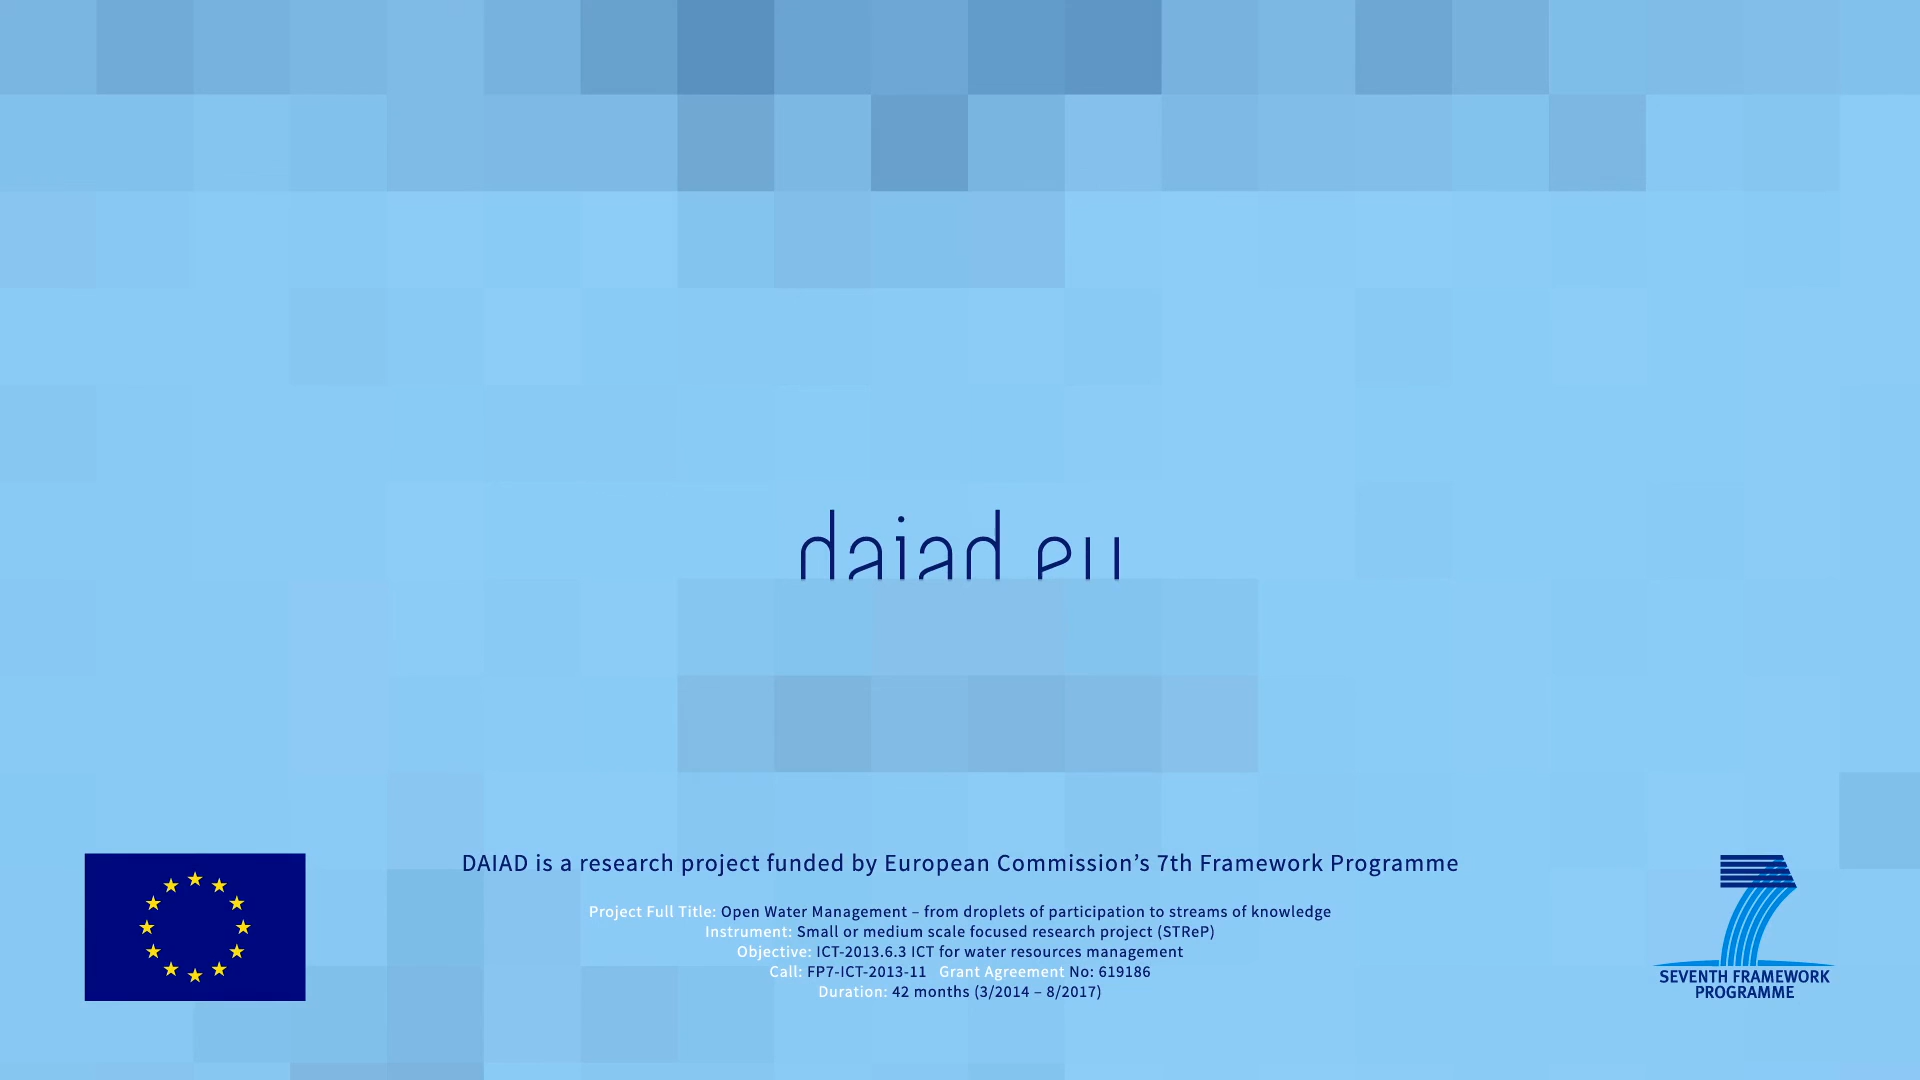 daiad.eu
DAIAD is a research project funded by European Commission’s 7th Framework Programme
Project Full Title: Open Water Management – from droplets of participation to streams of knowledge
Instrument: Small or medium scale focused research project (STReP)
Objective: ICT-2013.6.3 ICT for water resources management
Call: FP7-ICT-2013-11 Grant Agreement No: 619186
Duration: 42 months (3/2014 – 8/2017)
SEVENTH FRAMEWORK
PROGRAMME